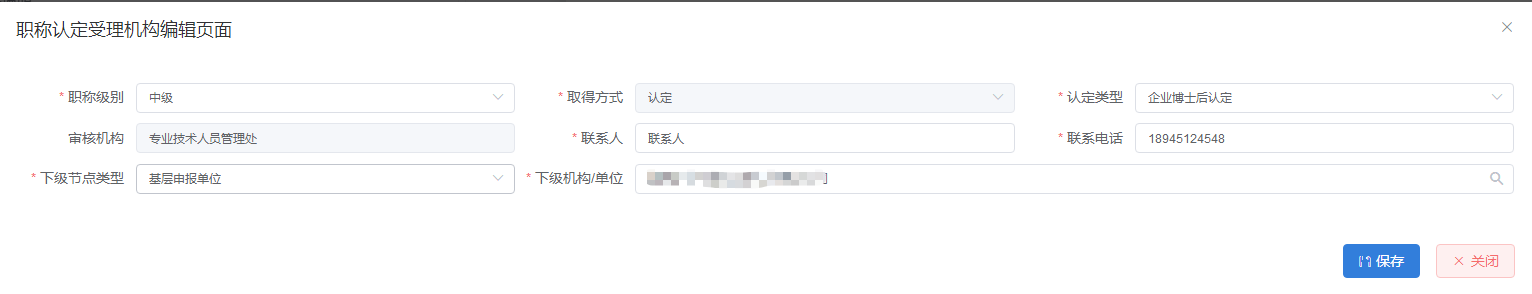 职称认定受理机构编辑页面
* 职称级别 中级 * 取得方式 认定 * 认定类型 企业博士后认定
审核机构 专业技术人员管理处 * 联系人 联系人 * 联系电话 18945124548
* 下级节点类型 基层申报单位 * 下级机构/单位
保存 关闭